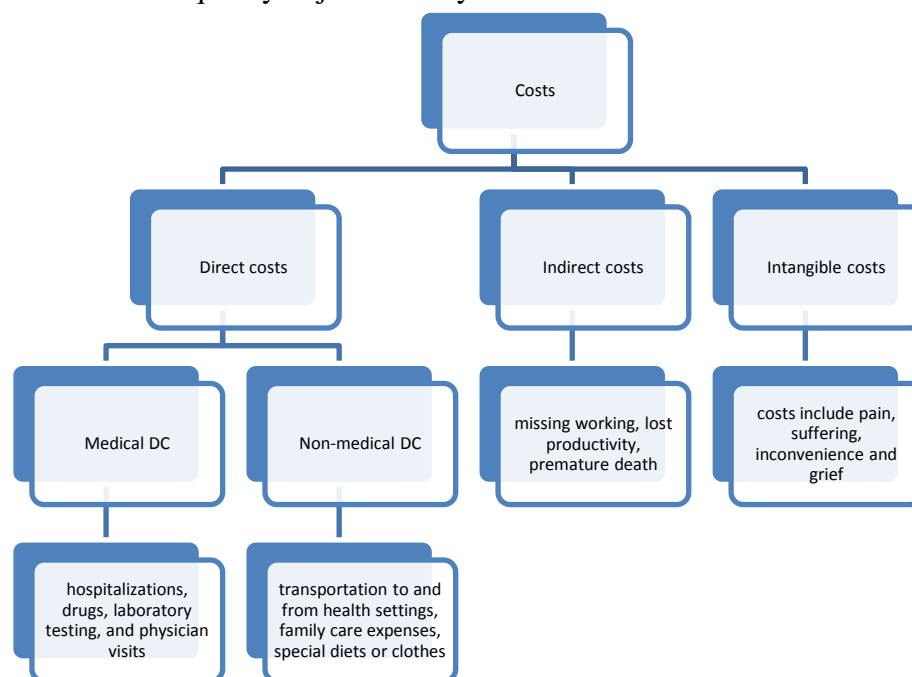 Costs
Direct costs
Indirect costs
Intangible costs
Medical DC
Non-medical DC
missing working, lost
productivity,
premature death
costs include pain,
suffering,
inconvenience and
grief
hospitalizations,
drugs, laboratory
testing, and physician
visits
transportation to and
from health settings,
family care expenses,
special diets or clothes